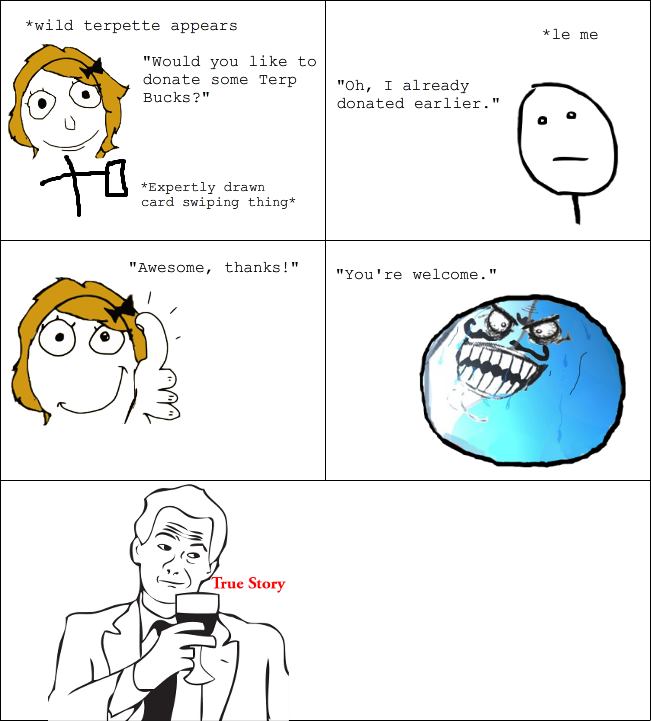 *wild terpette appears
"Would you like to
donate some Terp
Bucks?"
*Expertly drawn
card swiping thing*
*le me
"Oh, I already
donated earlier."
"Awesome, thanks!"
"You're welcome."
True Story